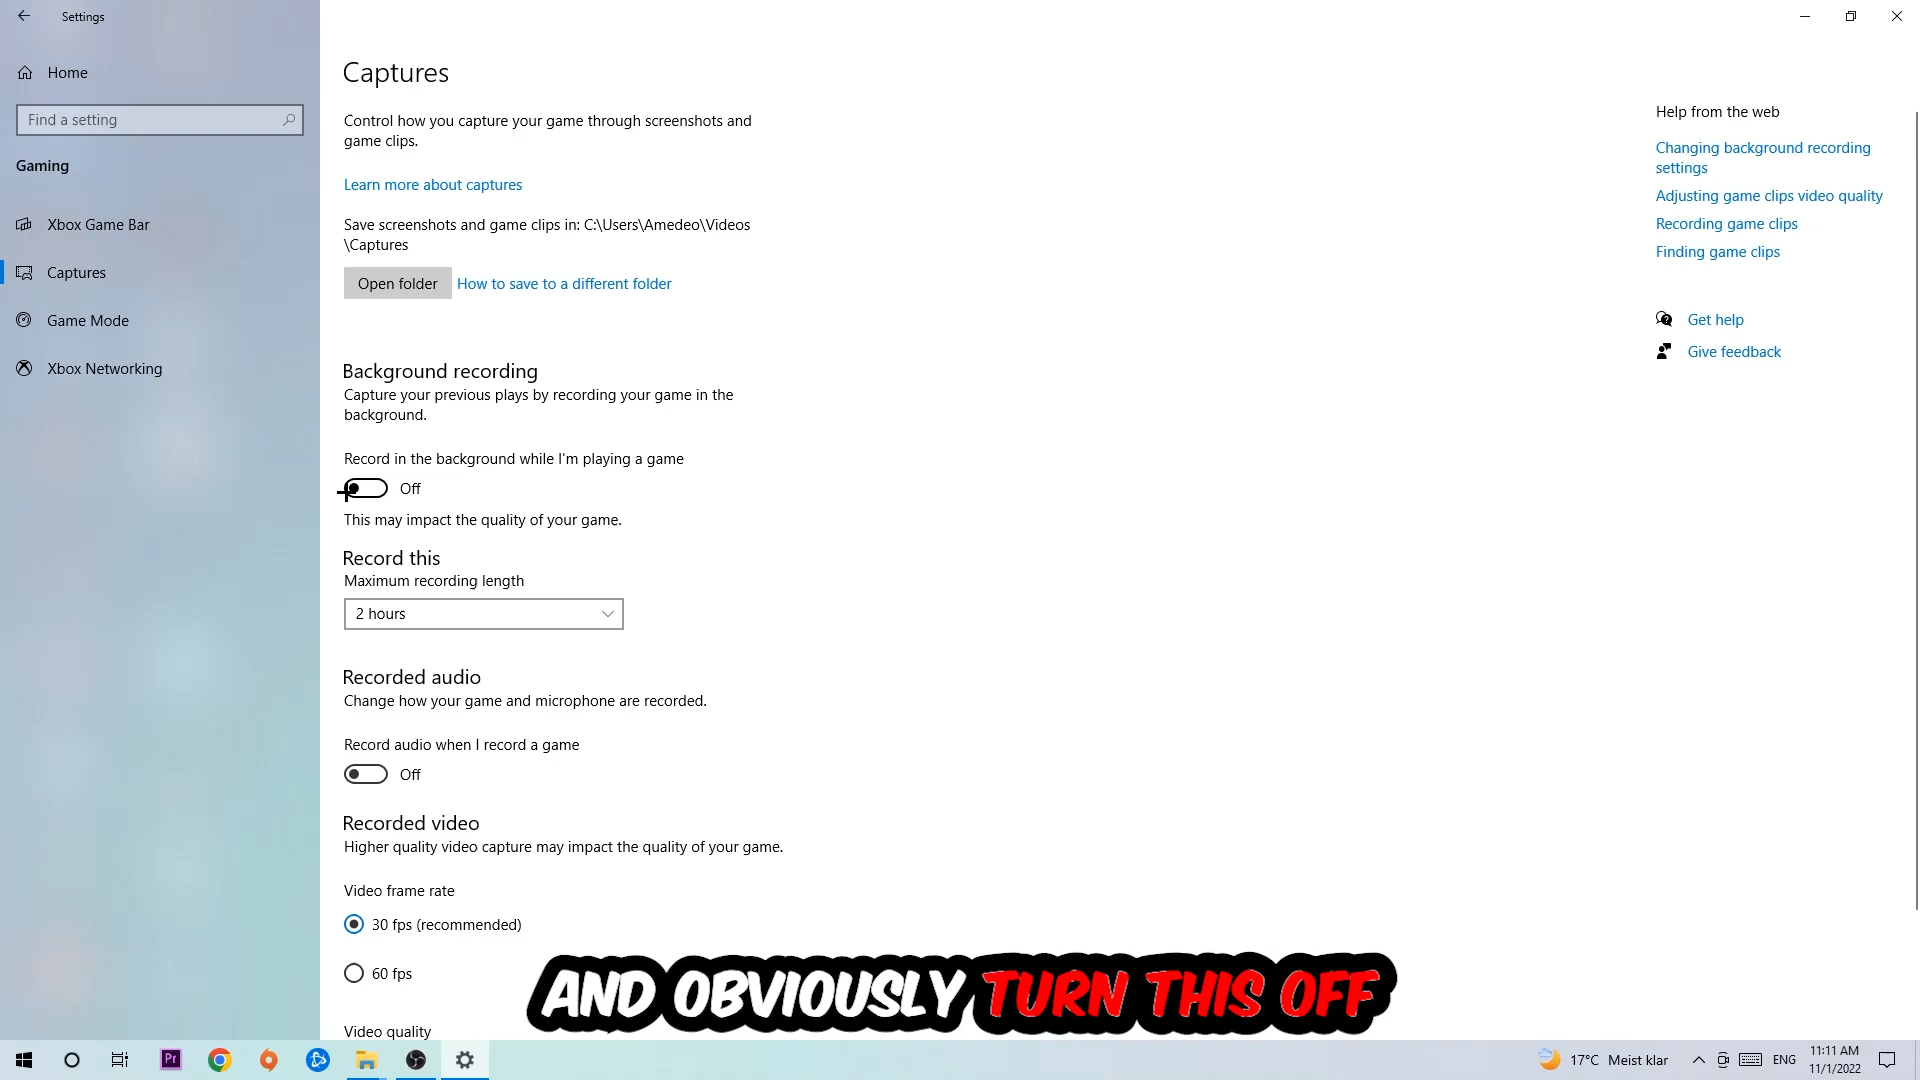 Settings
Home
Find a setting
Gaming
Xbox Game Bar
Captures
Game Mode
Xbox Networking
Captures
Control how you capture your game through screenshots and
game clips.
Learn more about captures
Save screenshots and game clips in: C:\Users\Amedeo\Videos
\Captures
Open folder
How to save to a different folder
Background recording
Capture your previous plays by recording your game in the
background.
Record in the background while I'm playing a game
Off
This may impact the quality of your game.
Record this
Maximum recording length
2 hours
Recorded audio
Change how your game and microphone are recorded.
Record audio when I record a game
Off
Recorded video
Higher quality video capture may impact the quality of your game.
Video frame rate
30 fps (recommended)
60 fps
Video quality
Help from the web
Changing background recording
settings
Adjusting game clips video quality
Recording game clips
Finding game clips
Get help
Give feedback
AND OBVIOUSLY TURN THIS OFF
Pr
17°C Meist klar
ENG
11:11 AM
11/1/2022